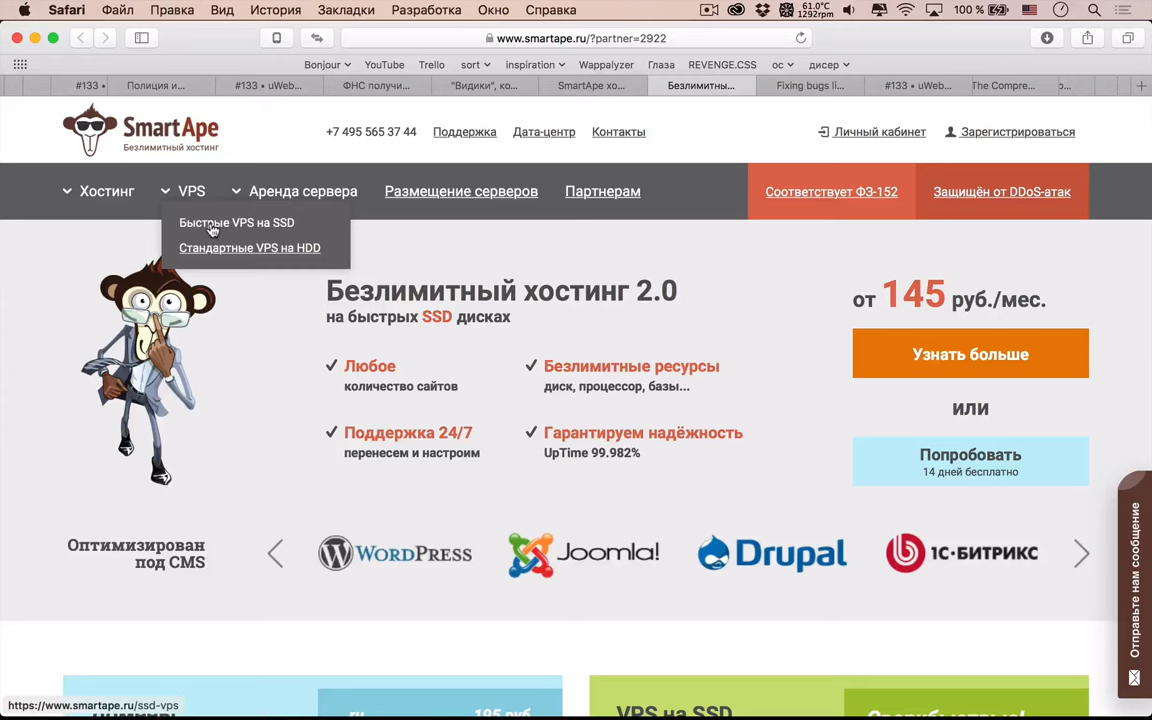 Safari Файл Правка Вид История Закладки Разработка Окно Справка 61.0°C 1292rpm 100 %
www.smartape.ru/?partner=2922
Bonjour YouTube Trello sort inspiration Wappalyzer Глаза REVENGE.CSS ос дисер
#133 • Полиция и... #133 • uWeb... ФНС получи... "Видики", ко... SmartApe хо... Безлимитны... Fixing bugs li... #133 • uWeb... The Compre...
SmartApe
Безлимитный хостинг
+7 495 565 37 44 Поддержка Дата-центр Контакты Личный кабинет Зарегистрироваться
Хостинг VPS Аренда сервера Размещение серверов Партнерам Соответствует ФЗ-152 Защищён от DDoS-атак
Быстрые VPS на SSD
Стандартные VPS на HDD
Безлимитный хостинг 2.0
на быстрых SSD дисках
от 145 руб./мес.
Узнать больше
Любое
количество сайтов
Безлимитные ресурсы
диск, процессор, базы...
или
Поддержка 24/7
перенесем и настроим
Гарантируем надёжность
UpTime 99.982%
Попробовать
14 дней бесплатно
Оптимизирован
под CMS
WORDPRESS Joomla! Drupal 1С·БИТРИКС
Отправьте нам сообщение
195 руб
VPS на SSD
https://www.smartape.ru/ssd-vps